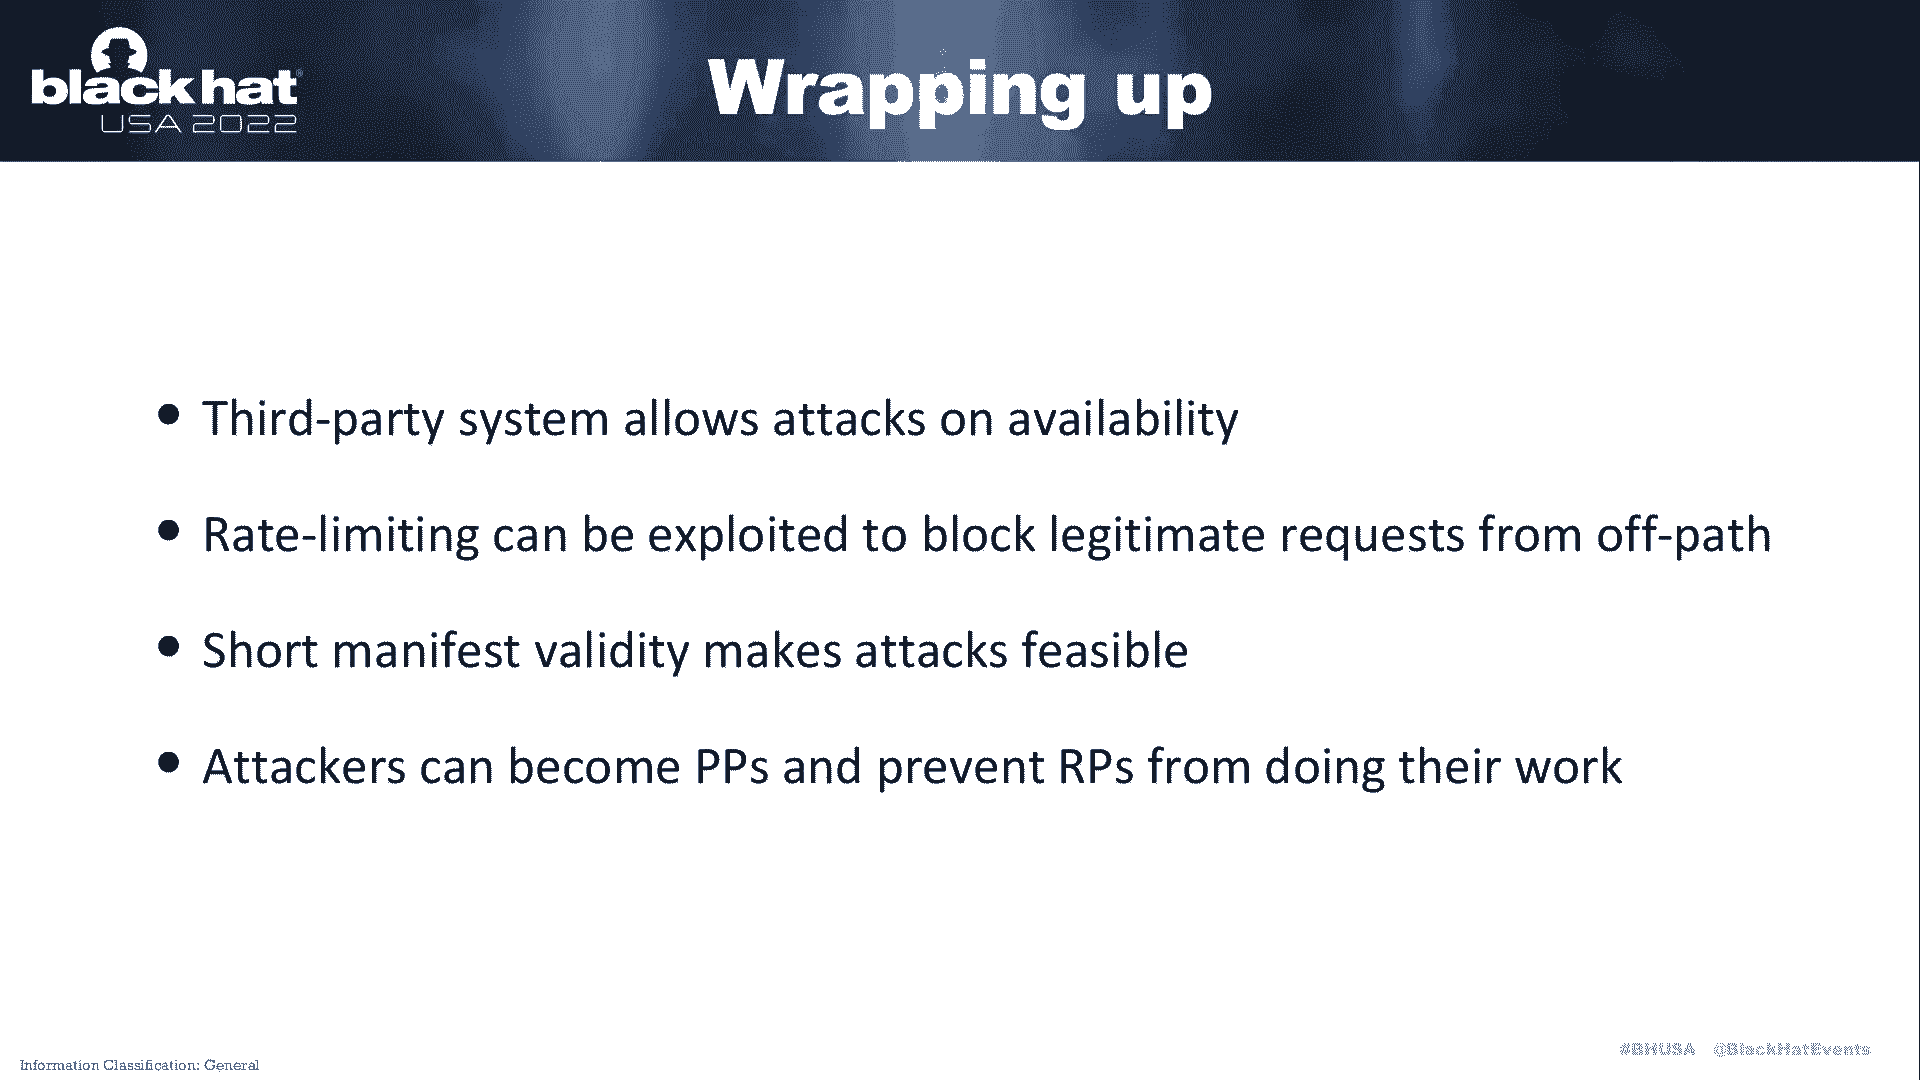 black hat
USA 2022
Wrapping up
• Third-party system allows attacks on availability
• Rate-limiting can be exploited to block legitimate requests from off-path
• Short manifest validity makes attacks feasible
• Attackers can become PPs and prevent RPs from doing their work
#BHUSA @BlackHatEvents
Information Classification: General